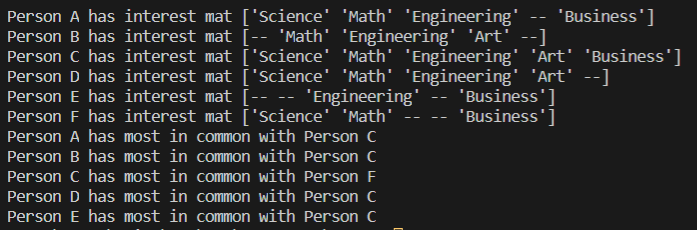 Person A has interest mat ['Science' 'Math' 'Engineering' -- 'Business']
Person B has interest mat [-- 'Math' 'Engineering' 'Art' --]
Person C has interest mat ['Science' 'Math' 'Engineering' 'Art' 'Business']
Person D has interest mat ['Science' 'Math' 'Engineering' 'Art' --]
Person E has interest mat [-- -- 'Engineering' -- 'Business']
Person F has interest mat ['Science' 'Math' -- -- 'Business']
Person A has most in common with Person C
Person B has most in common with Person C
Person C has most in common with Person F
Person D has most in common with Person C
Person E has most in common with Person C